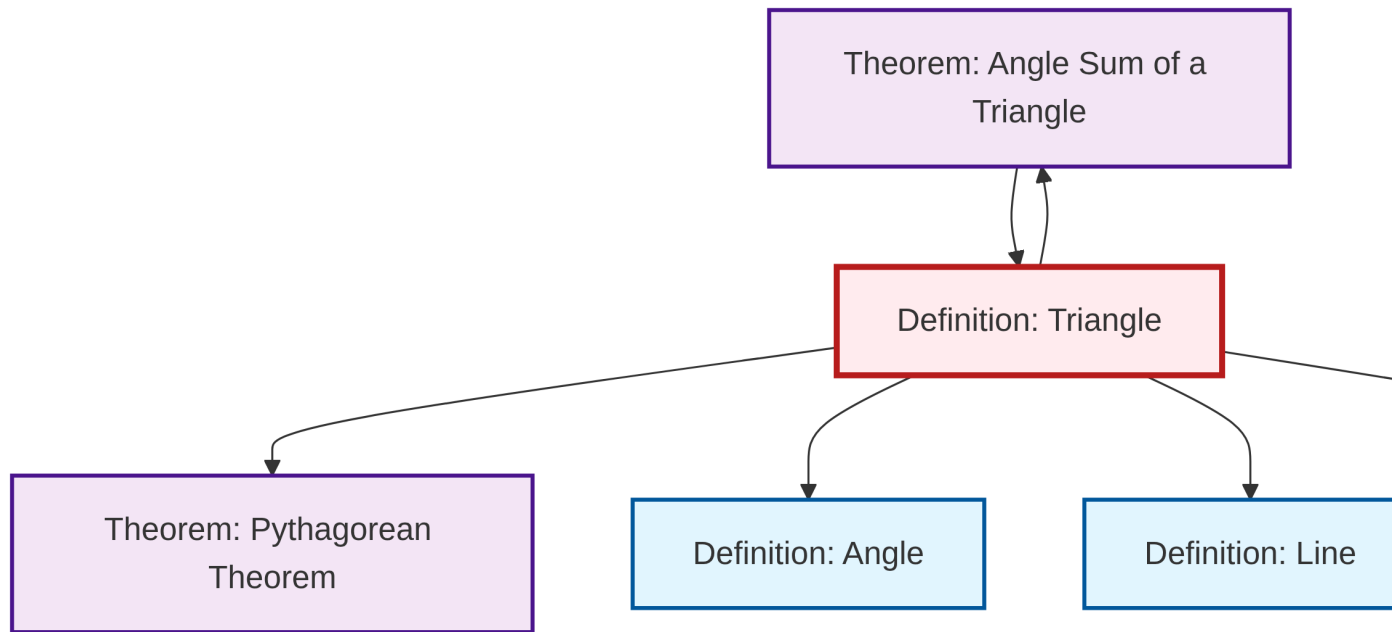 Theorem: Angle Sum of a
Triangle
Definition: Triangle
Theorem: Pythagorean
Theorem
Definition: Angle
Definition: Line